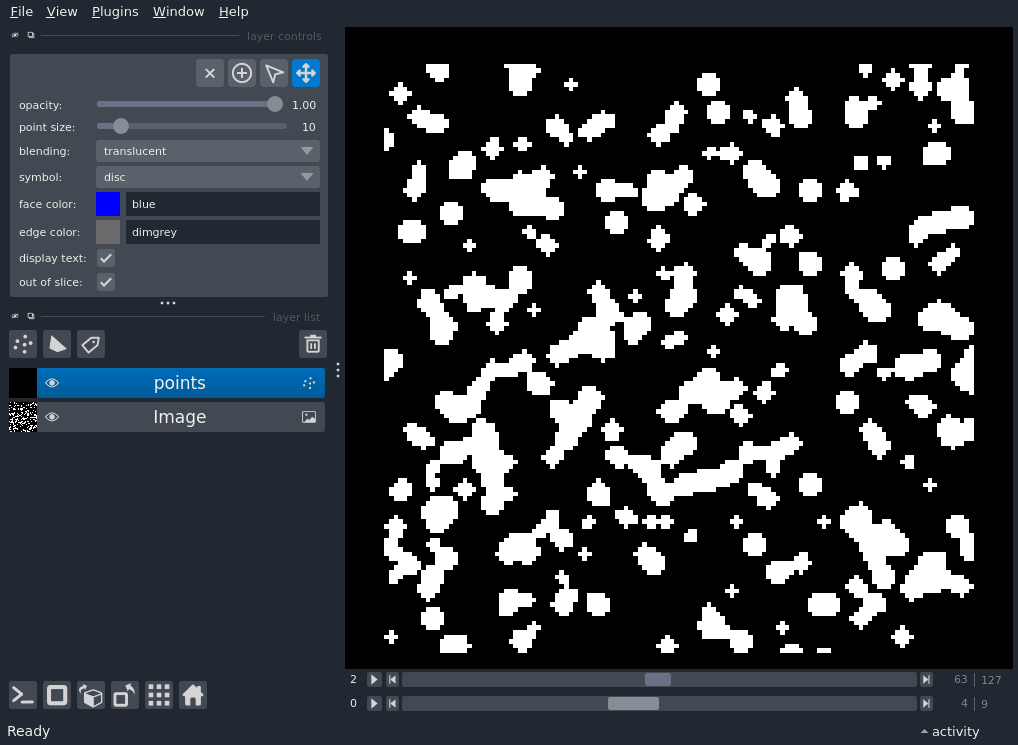 File View Plugins Window Help
layer controls
opacity: 1.00
point size: 10
blending: translucent
symbol: disc
face color: blue
edge color: dimgrey
display text:
out of slice:
layer list
points
Image
2 63 127
0 4 9
Ready activity